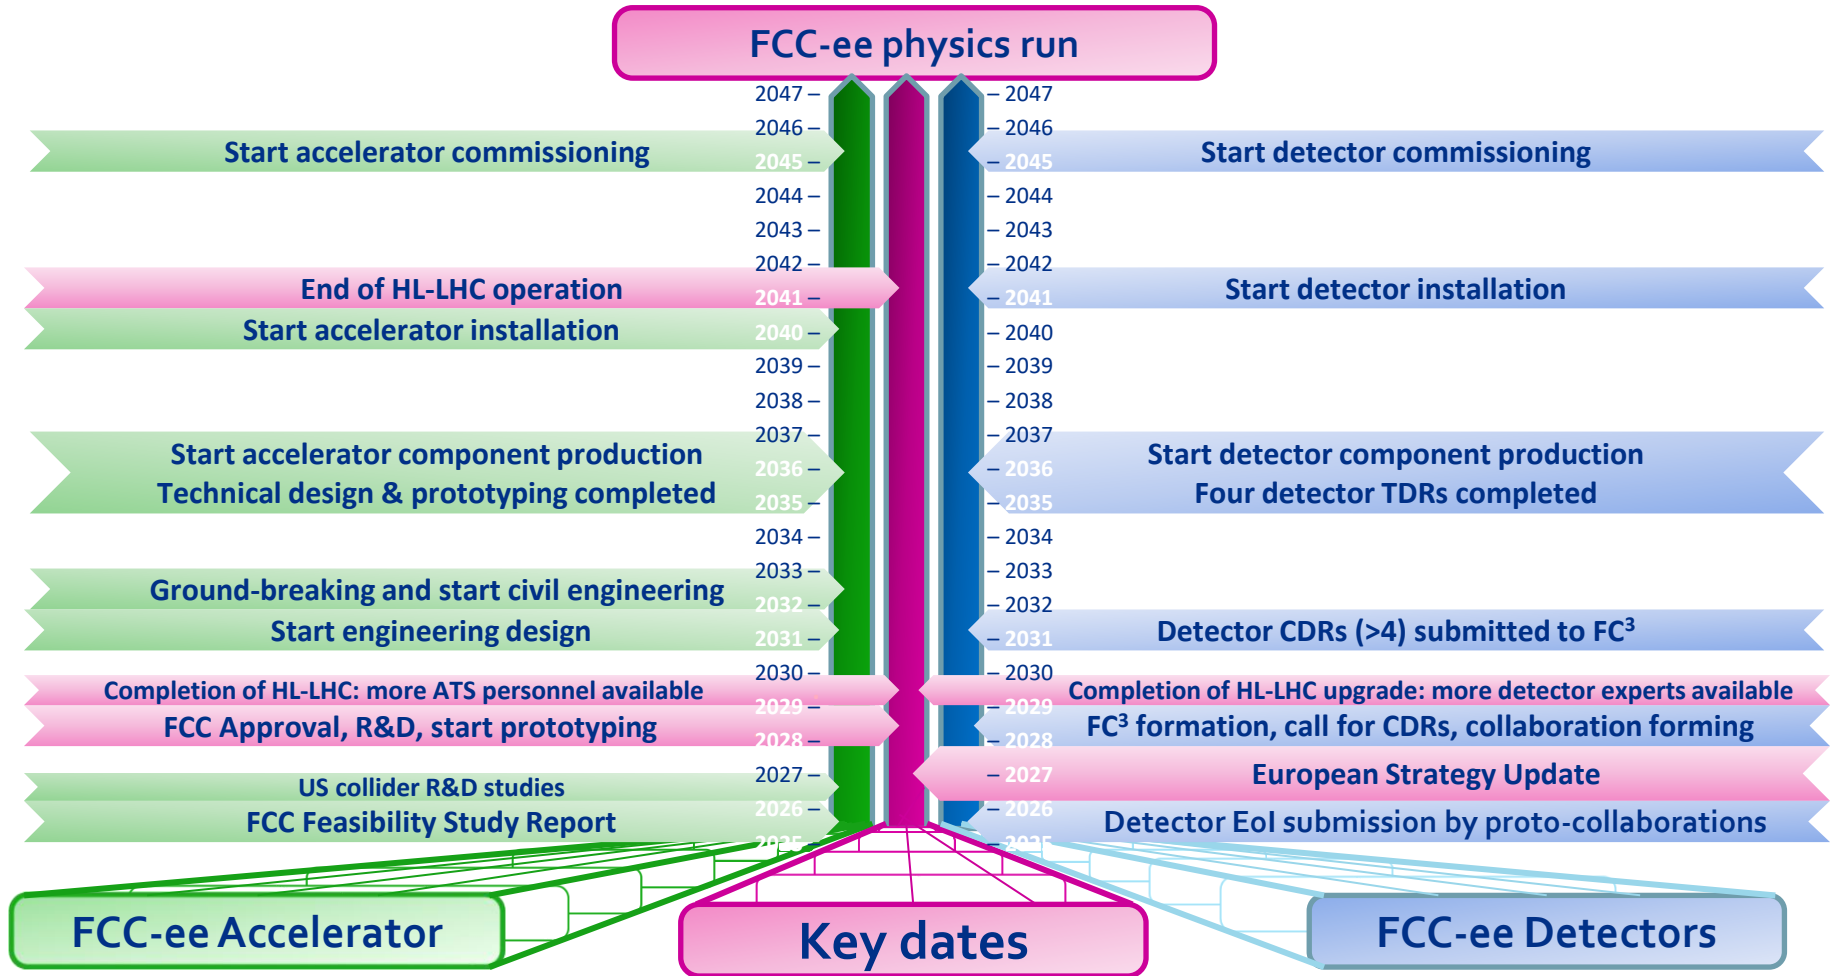 FCC-ee physics run
2047 – – 2047
2046 – – 2046
Start accelerator commissioning
Start detector commissioning
2045 – – 2045
2044 – – 2044
2043 – – 2043
2042 – – 2042
End of HL-LHC operation
Start detector installation
2041 – – 2041
Start accelerator installation
2040 – – 2040
2039 – – 2039
2038 – – 2038
2037 – – 2037
Start accelerator component production
Start detector component production
2036 – – 2036
Technical design & prototyping completed
Four detector TDRs completed
2035 – – 2035
2034 – – 2034
2033 – – 2033
Ground-breaking and start civil engineering
2032 – – 2032
Start engineering design
Detector CDRs (>4) submitted to FC³
2031 – – 2031
2030 – – 2030
Completion of HL-LHC: more ATS personnel available
Completion of HL-LHC upgrade: more detector experts available
2029 – – 2029
FCC Approval, R&D, start prototyping
FC³ formation, call for CDRs, collaboration forming
2028 – – 2028
2027 – – 2027
European Strategy Update
US collider R&D studies
2026 – – 2026
FCC Feasibility Study Report
Detector EoI submission by proto-collaborations
2025 – – 2025
FCC-ee Accelerator
Key dates
FCC-ee Detectors